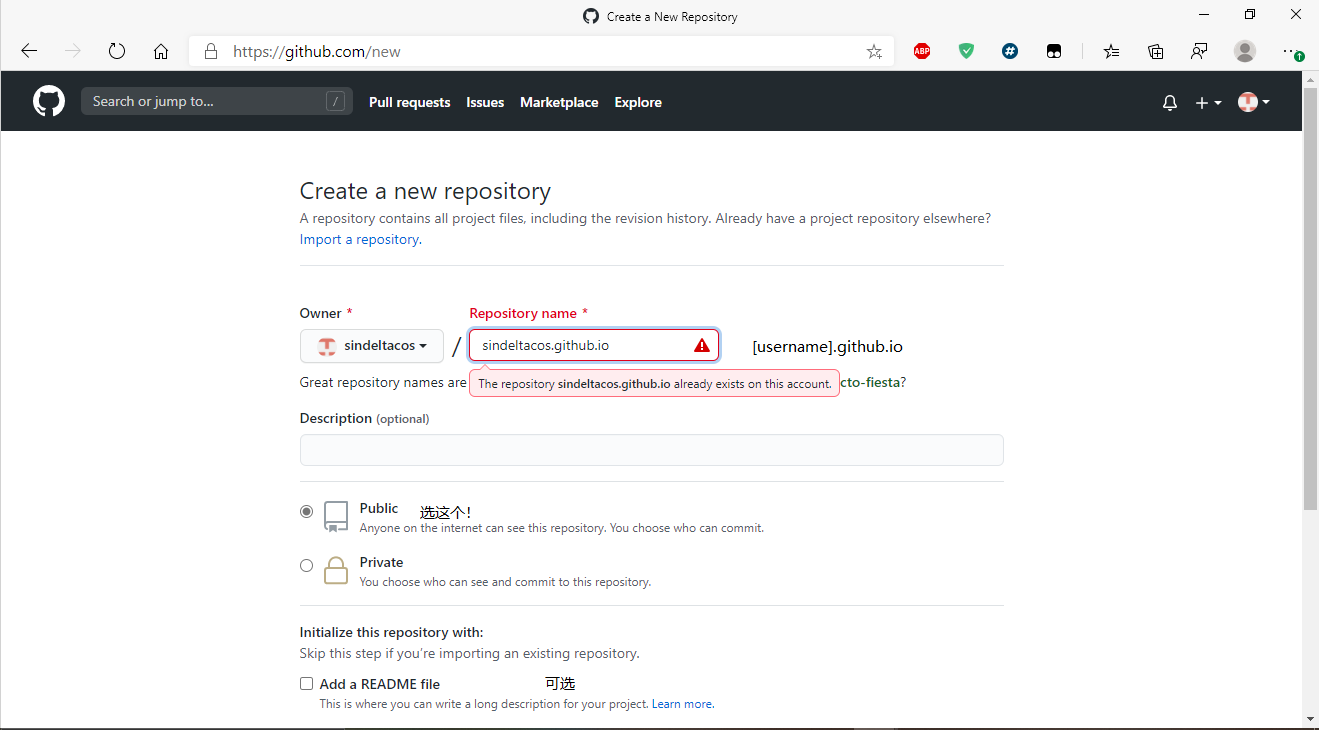 Create a New Repository
https://github.com/new
ABP
Search or jump to... /
Pull requests Issues Marketplace Explore
Create a new repository
A repository contains all project files, including the revision history. Already have a project repository elsewhere?
Import a repository.
Owner * Repository name *
sindeltacos / sindeltacos.github.io [username].github.io
Great repository names are cto-fiesta?
The repository sindeltacos.github.io already exists on this account.
Description (optional)
Public 选这个!
Anyone on the internet can see this repository. You choose who can commit.
Private
You choose who can see and commit to this repository.
Initialize this repository with:
Skip this step if you're importing an existing repository.
Add a README file 可选
This is where you can write a long description for your project. Learn more.